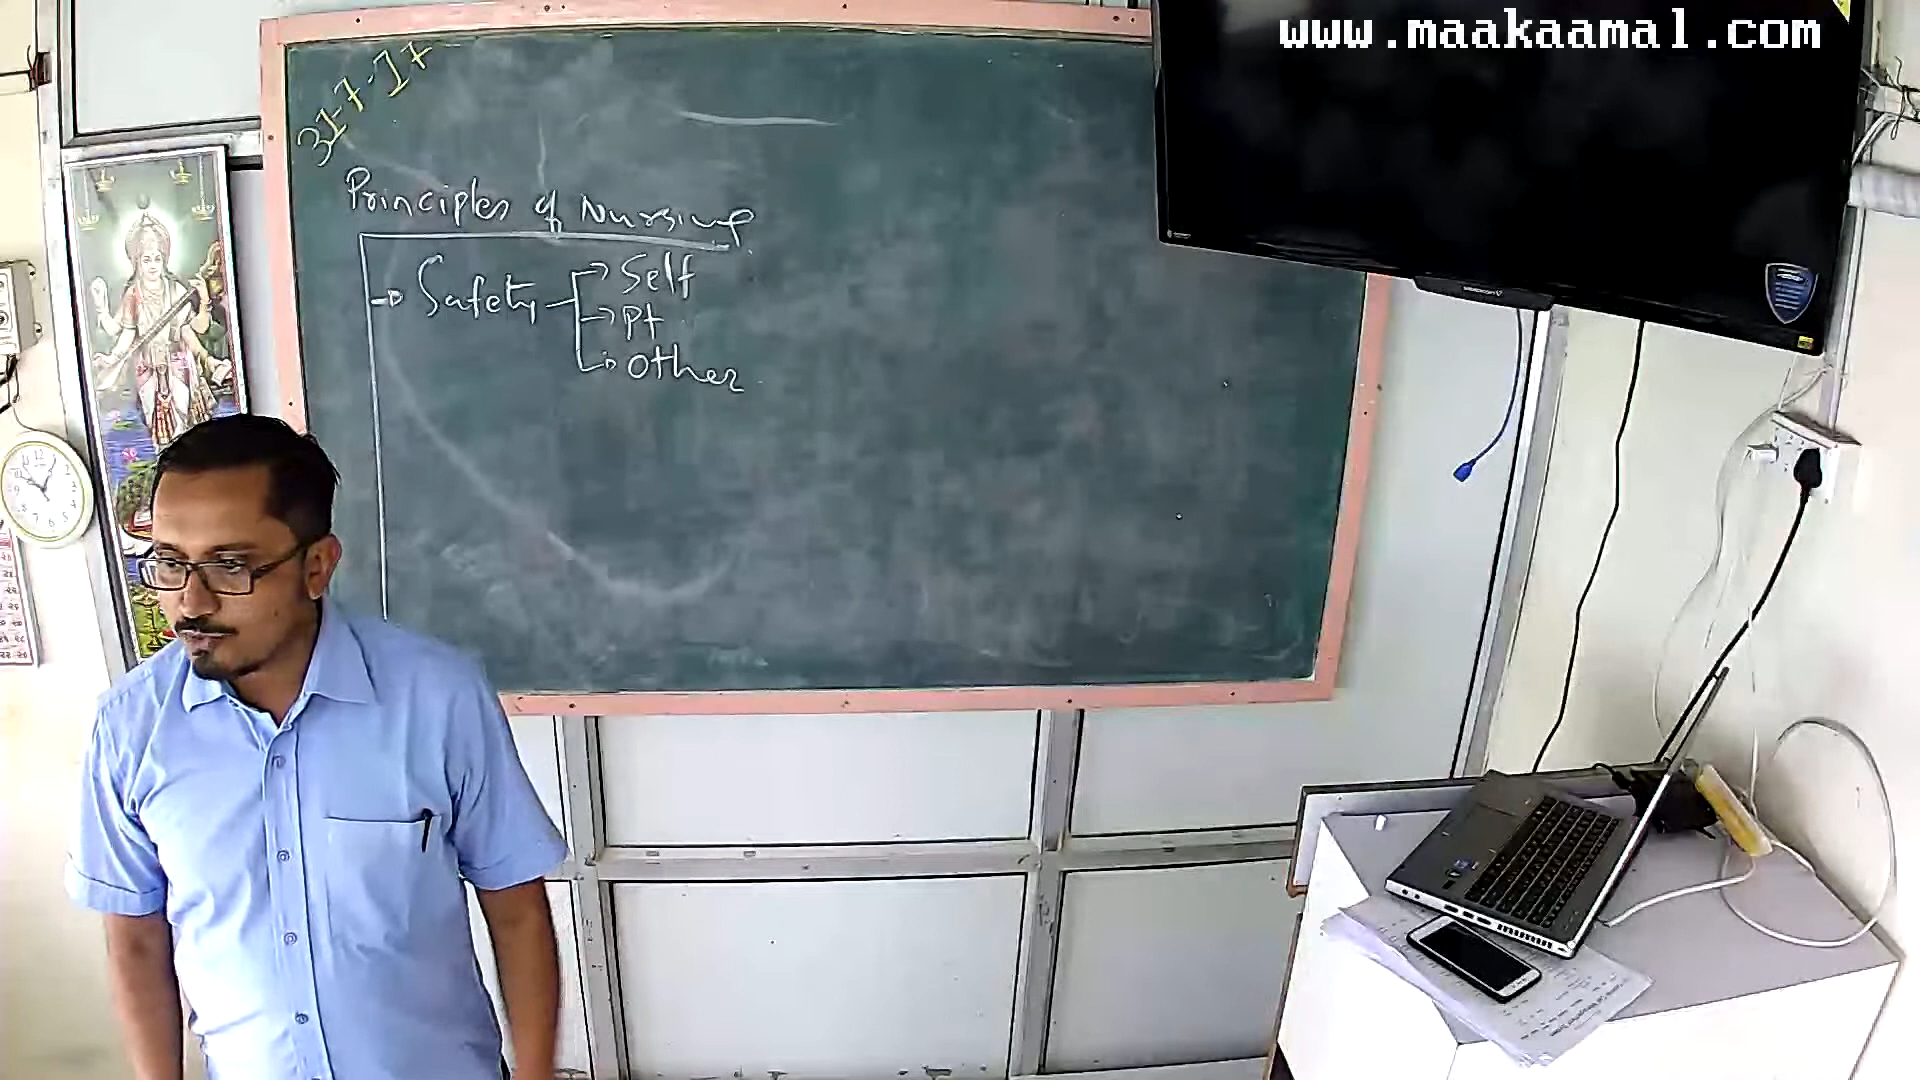 www.maakaamal.com
31-7-17
Principles of Nursing
Safety
Self
Pt
Other